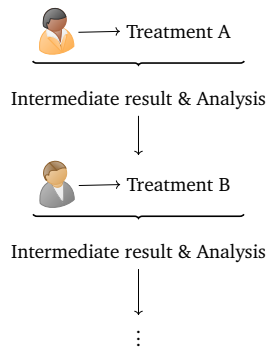 Treatment A
Intermediate result & Analysis
Treatment B
Intermediate result & Analysis
⋮